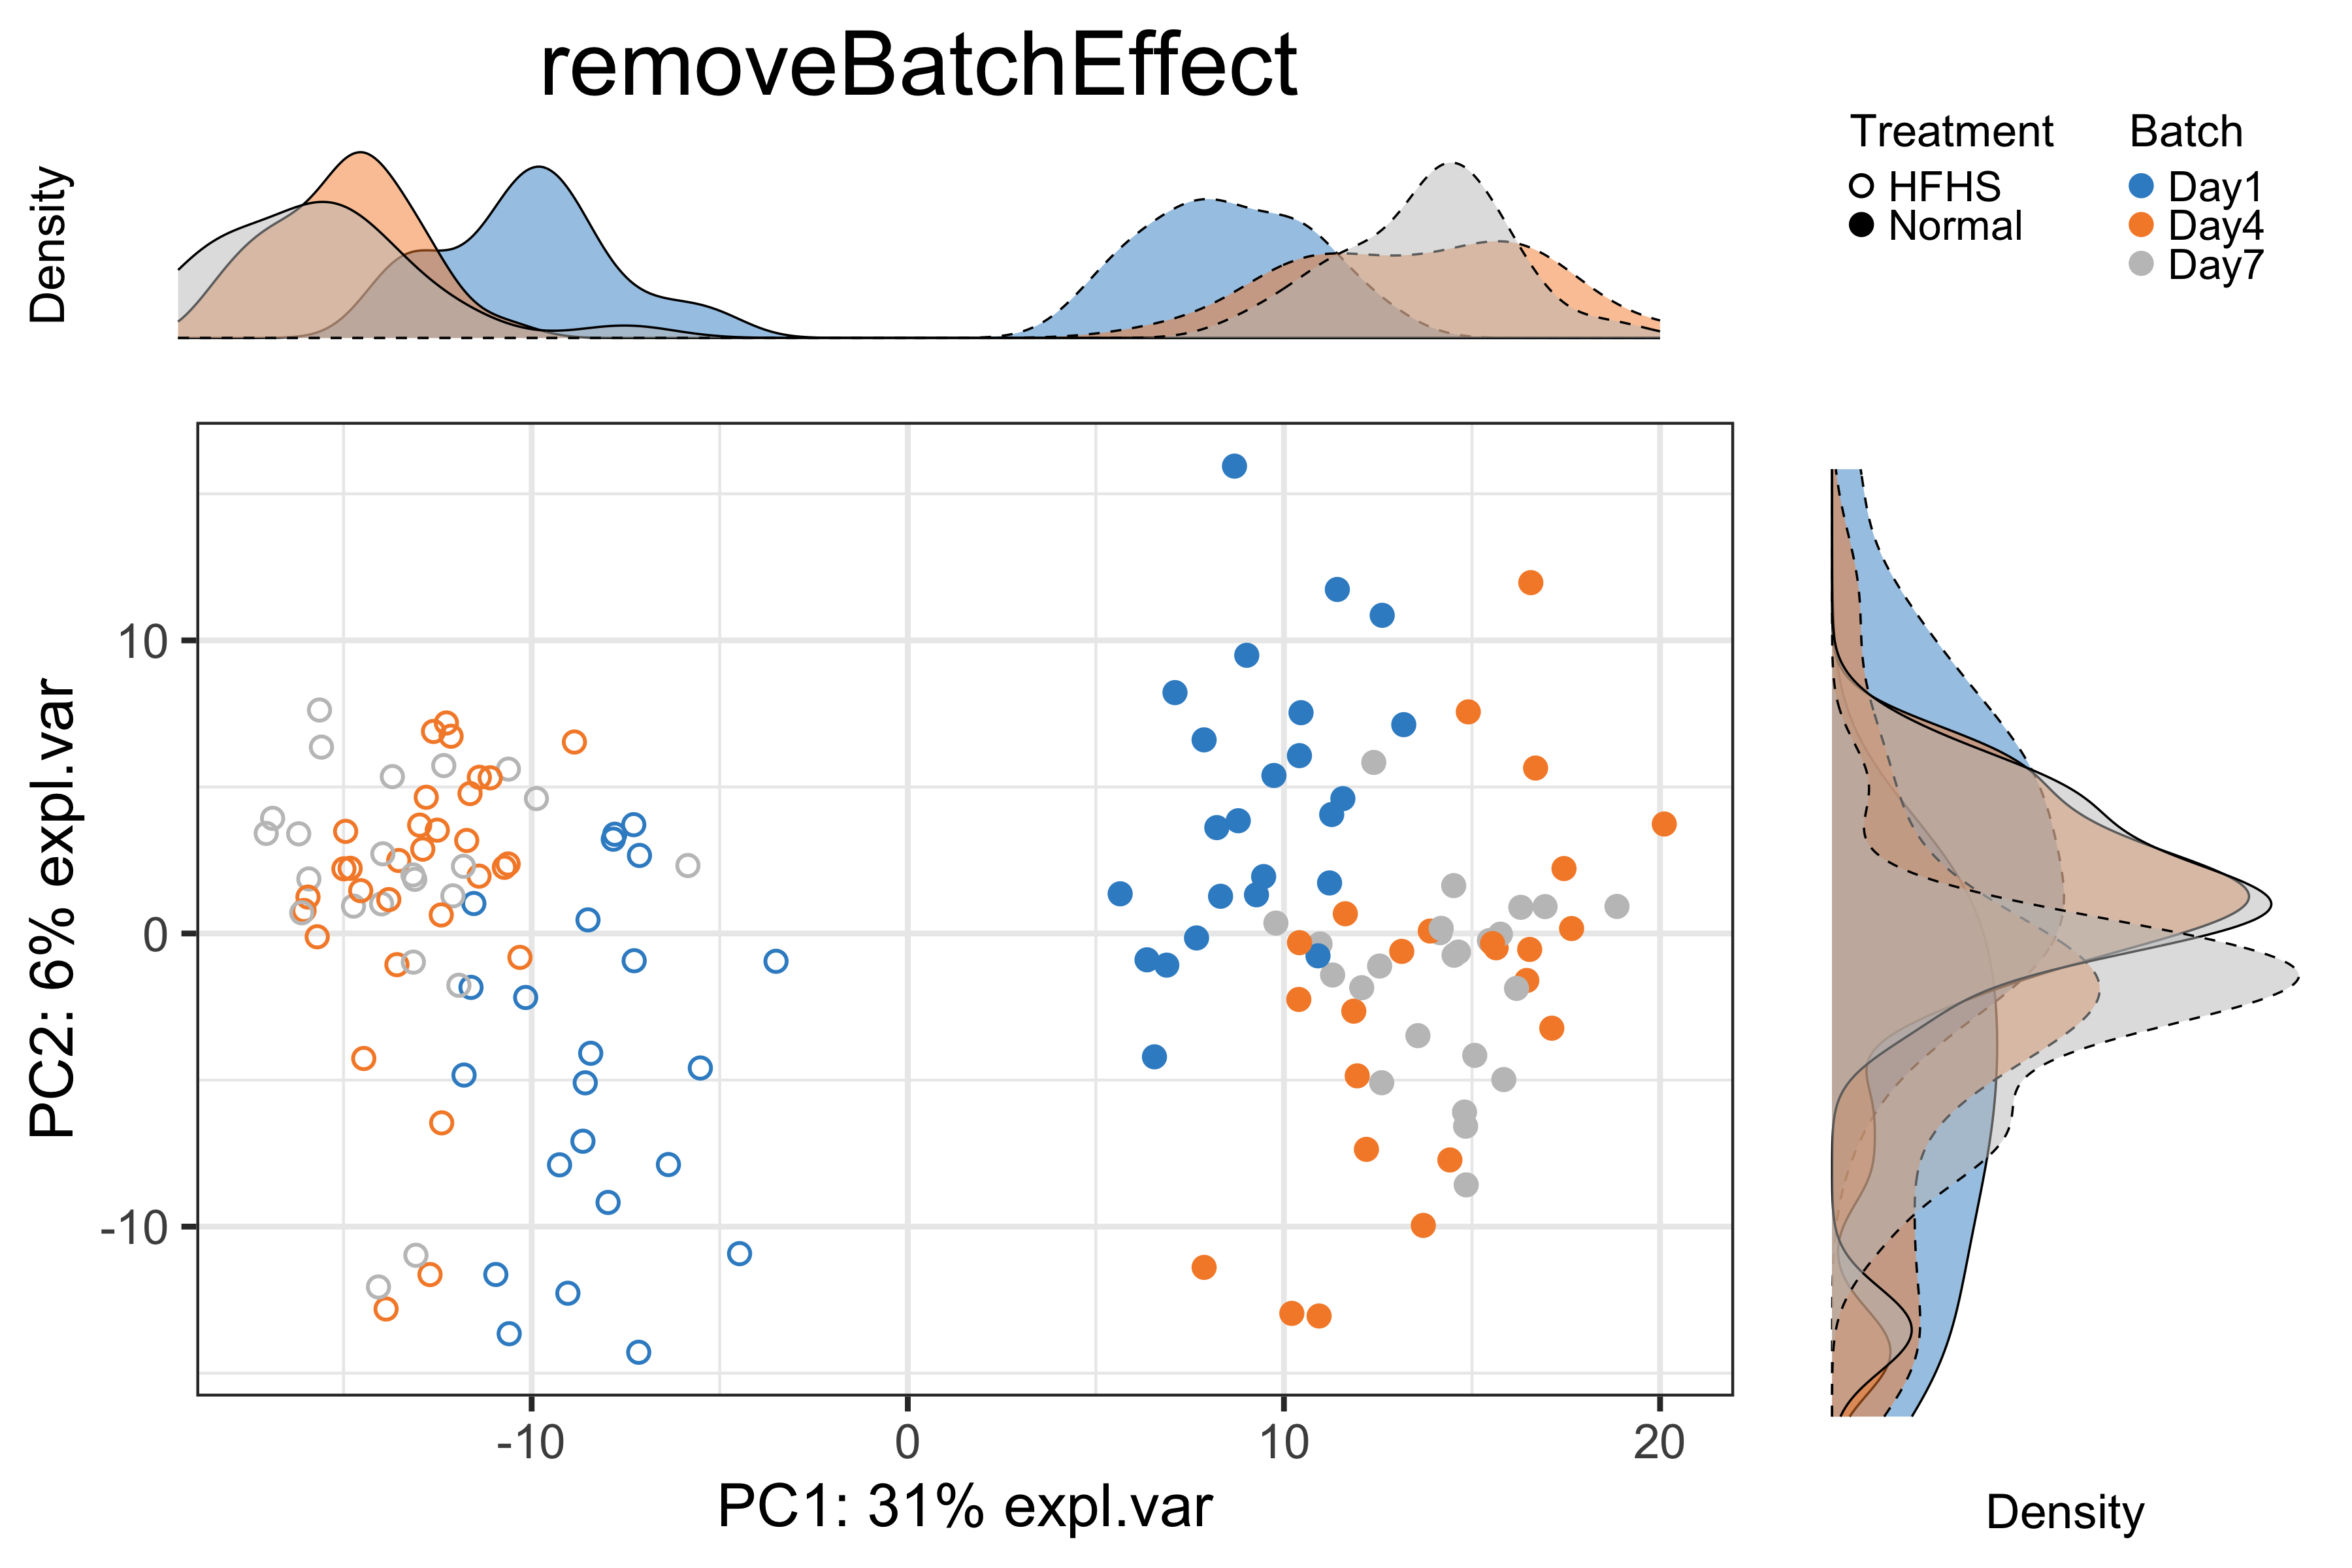 removeBatchEffect
Density
Treatment
HFHS
Normal
Batch
Day1
Day4
Day7
PC2: 6% expl.var
10
0
-10
-10
0
10
20
PC1: 31% expl.var
Density